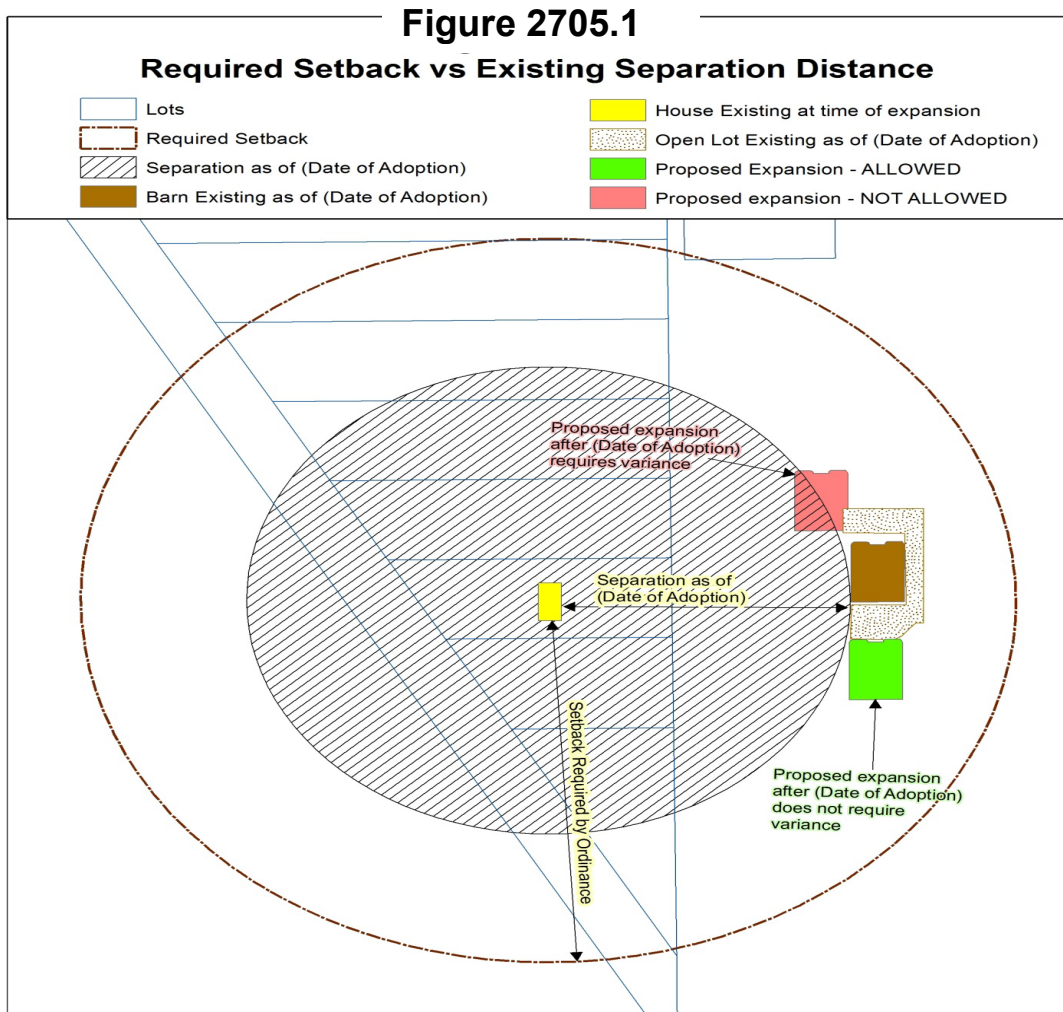 Figure 2705.1
Required Setback vs Existing Separation Distance
Lots
Required Setback
Separation as of (Date of Adoption)
Barn Existing as of (Date of Adoption)
House Existing at time of expansion
Open Lot Existing as of (Date of Adoption)
Proposed Expansion - ALLOWED
Proposed expansion - NOT ALLOWED
Proposed expansion
after (Date of Adoption)
requires variance
Separation as of
(Date of Adoption)
Setback Required by Ordinance
Proposed expansion
after (Date of Adoption)
does not require
variance